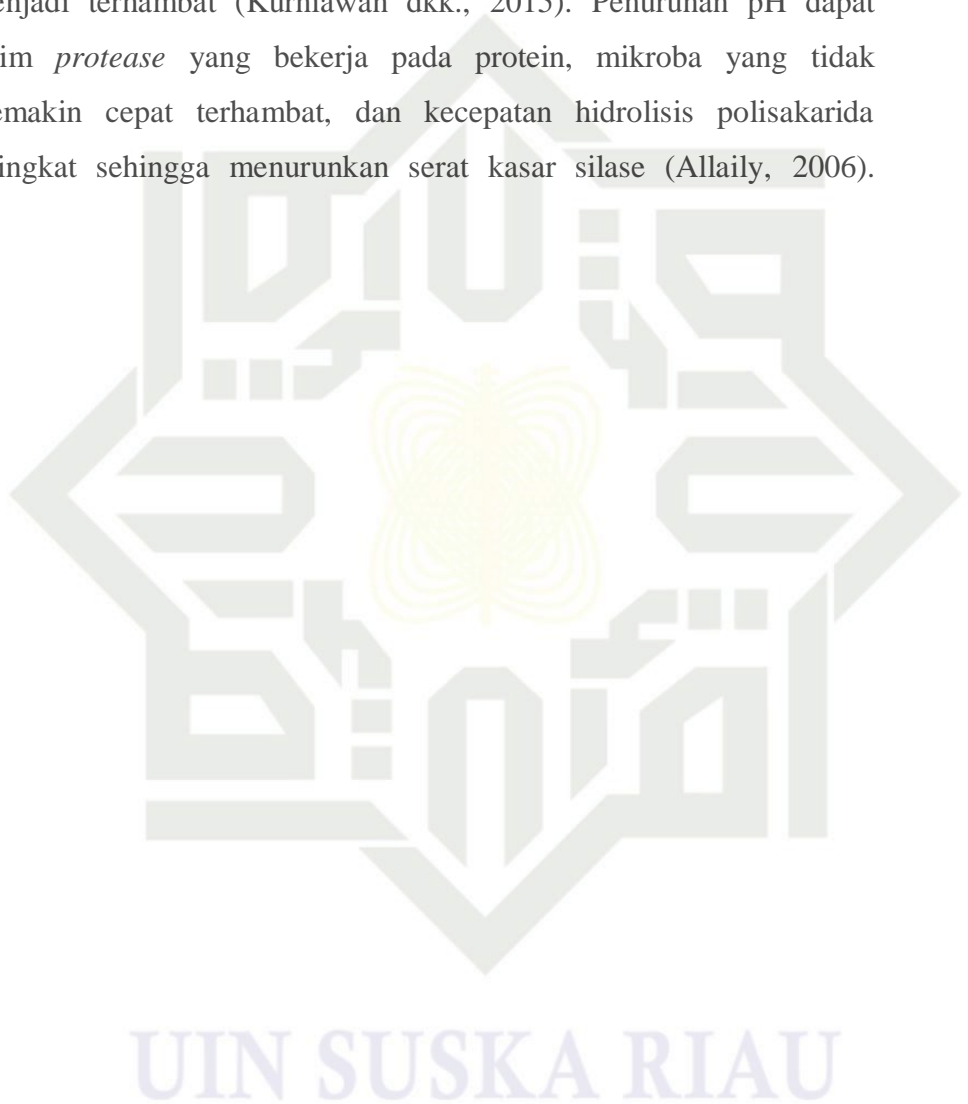 enjadi terhambat (Kurniawan dkk., 2015). Penurunan pH dapat
im protease yang bekerja pada protein, mikroba yang tidak
emakin cepat terhambat, dan kecepatan hidrolisis polisakarida
ingkat sehingga menurunkan serat kasar silase (Allaily, 2006).
UIN SUSKA RIAU